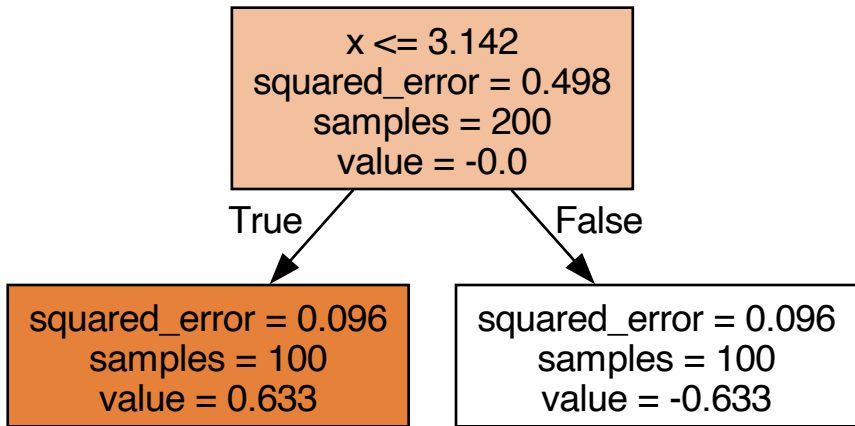 x <= 3.142
squared_error = 0.498
samples = 200
value = -0.0
True
False
squared_error = 0.096
samples = 100
value = 0.633
squared_error = 0.096
samples = 100
value = -0.633